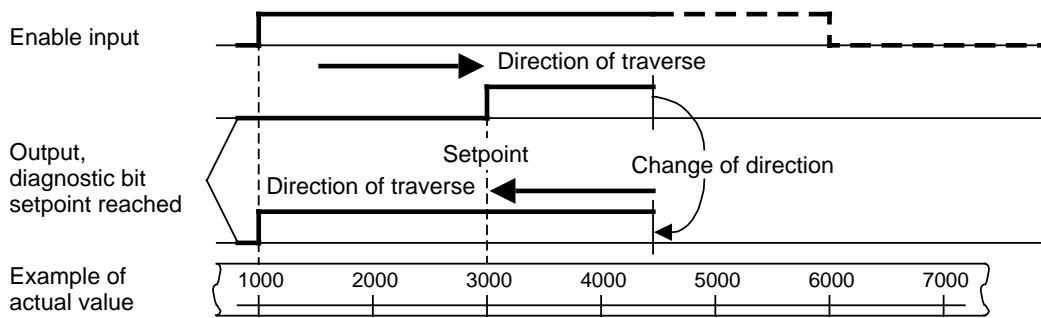 Enable input
Direction of traverse
Output,
diagnostic bit
setpoint reached
Setpoint
Change of direction
Direction of traverse
Example of
actual value
1000 2000 3000 4000 5000 6000 7000